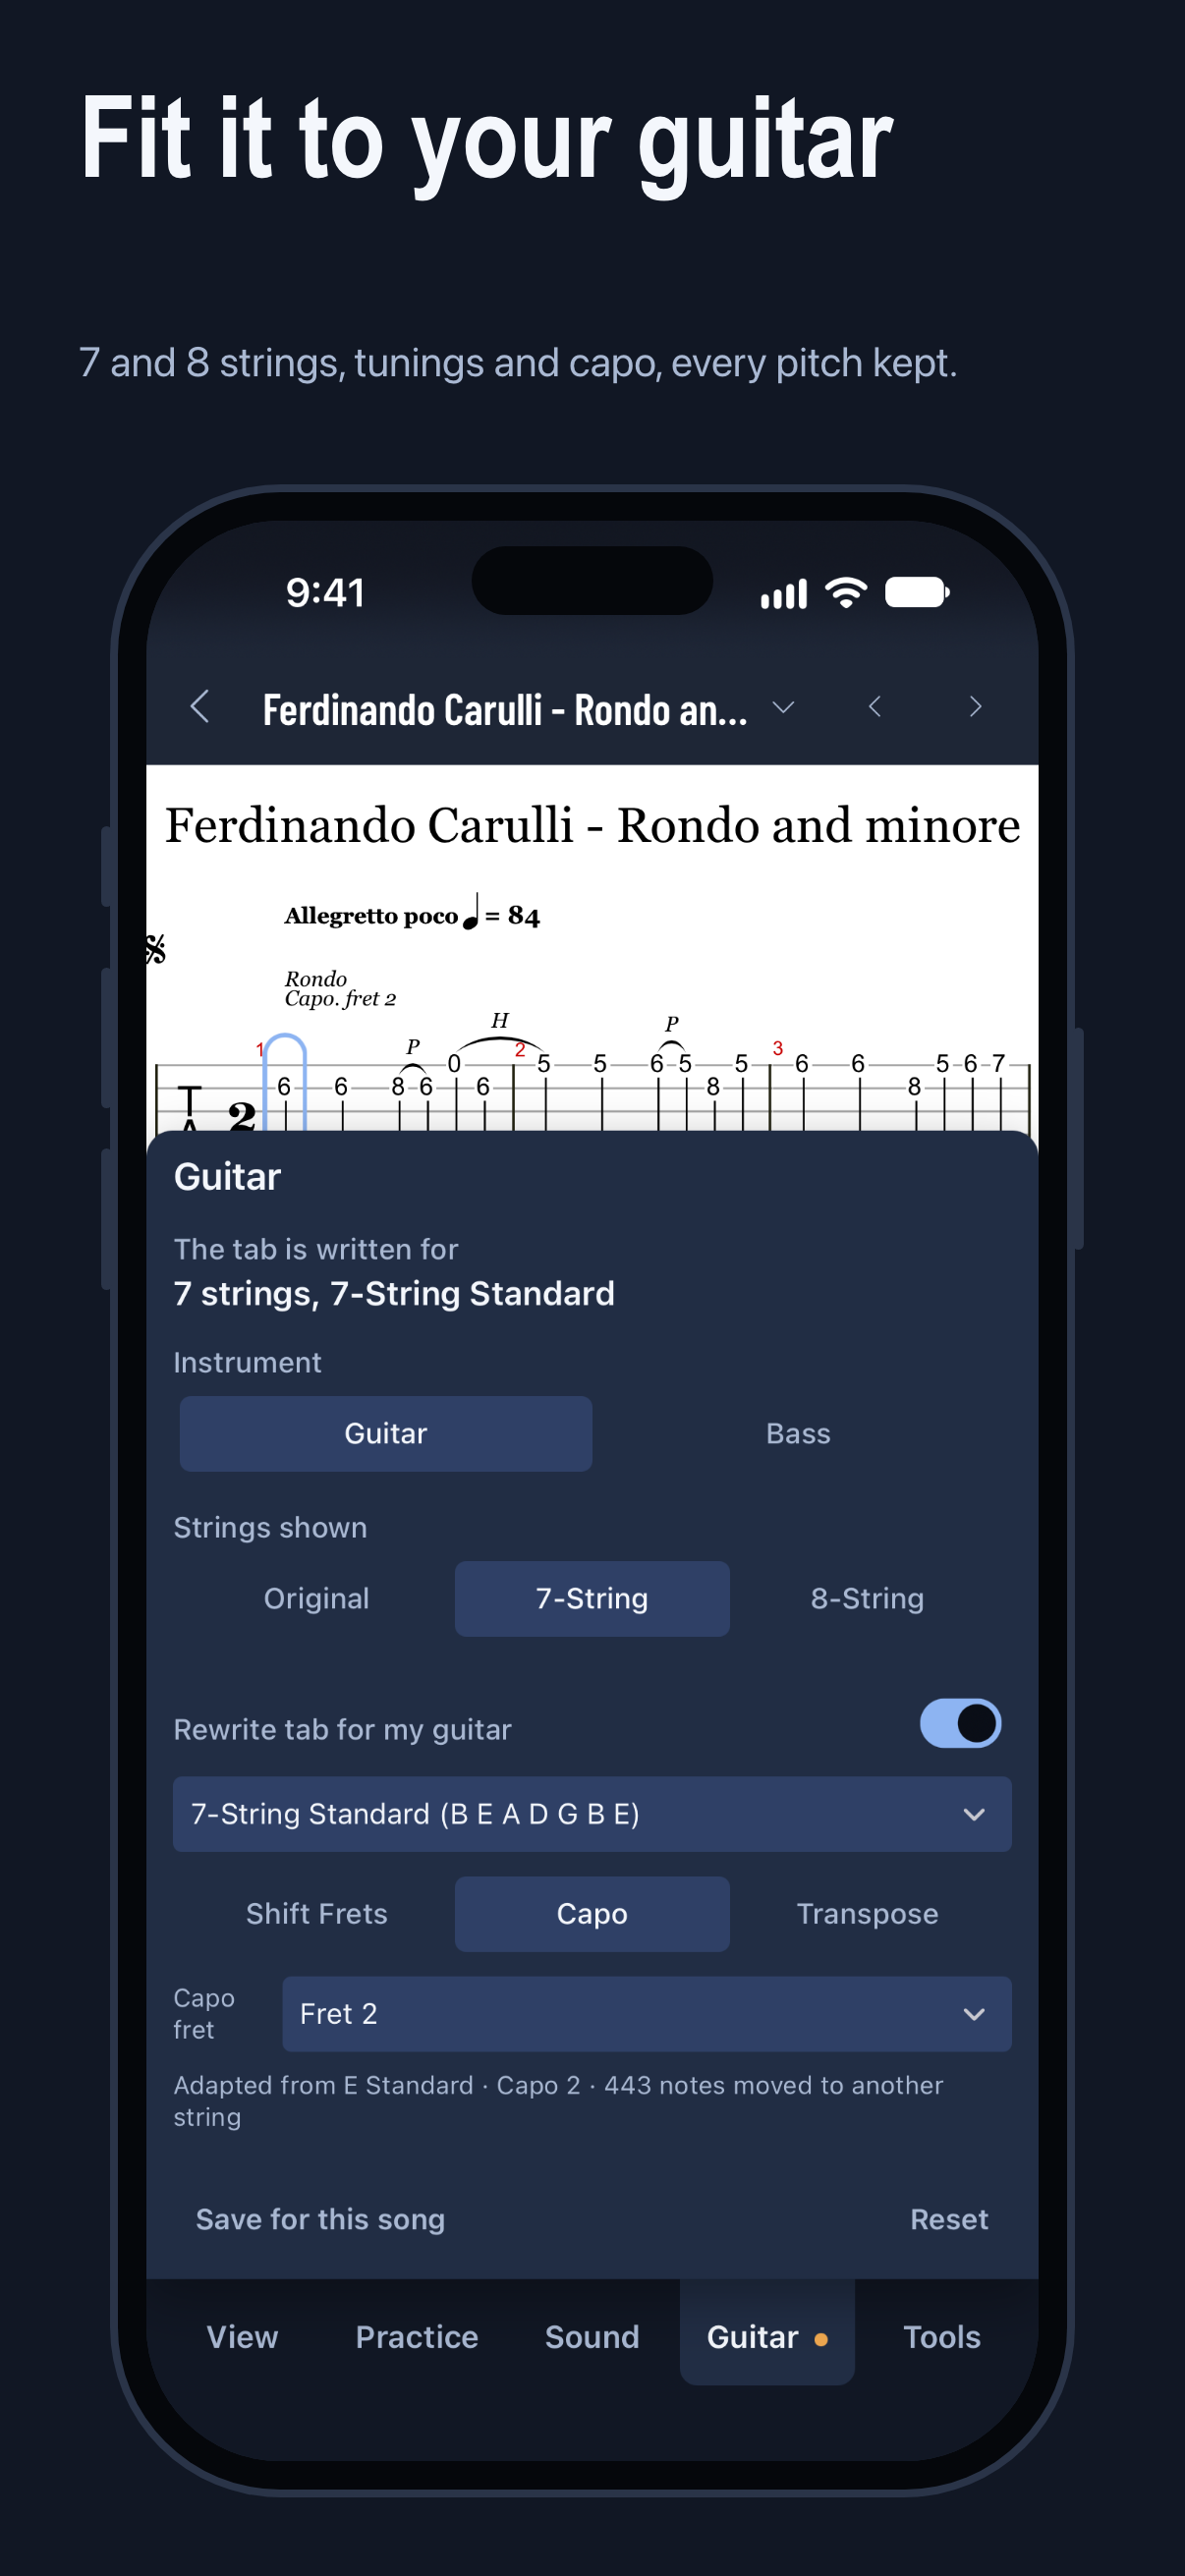 Fit it to your guitar
7 and 8 strings, tunings and capo, every pitch kept.
9:41
Ferdinando Carulli - Rondo an...
Ferdinando Carulli - Rondo and minore
Allegretto poco = 84
Rondo
Capo. fret 2
P H P
1 2 3
0 5 5 6 5 5 6 6 5 6 7
6 6 8 6 6 8 8
T
A
2
Guitar
The tab is written for
7 strings, 7-String Standard
Instrument
Guitar Bass
Strings shown
Original 7-String 8-String
Rewrite tab for my guitar
7-String Standard (B E A D G B E)
Shift Frets Capo Transpose
Capo
fret
Fret 2
Adapted from E Standard · Capo 2 · 443 notes moved to another
string
Save for this song Reset
View Practice Sound Guitar Tools